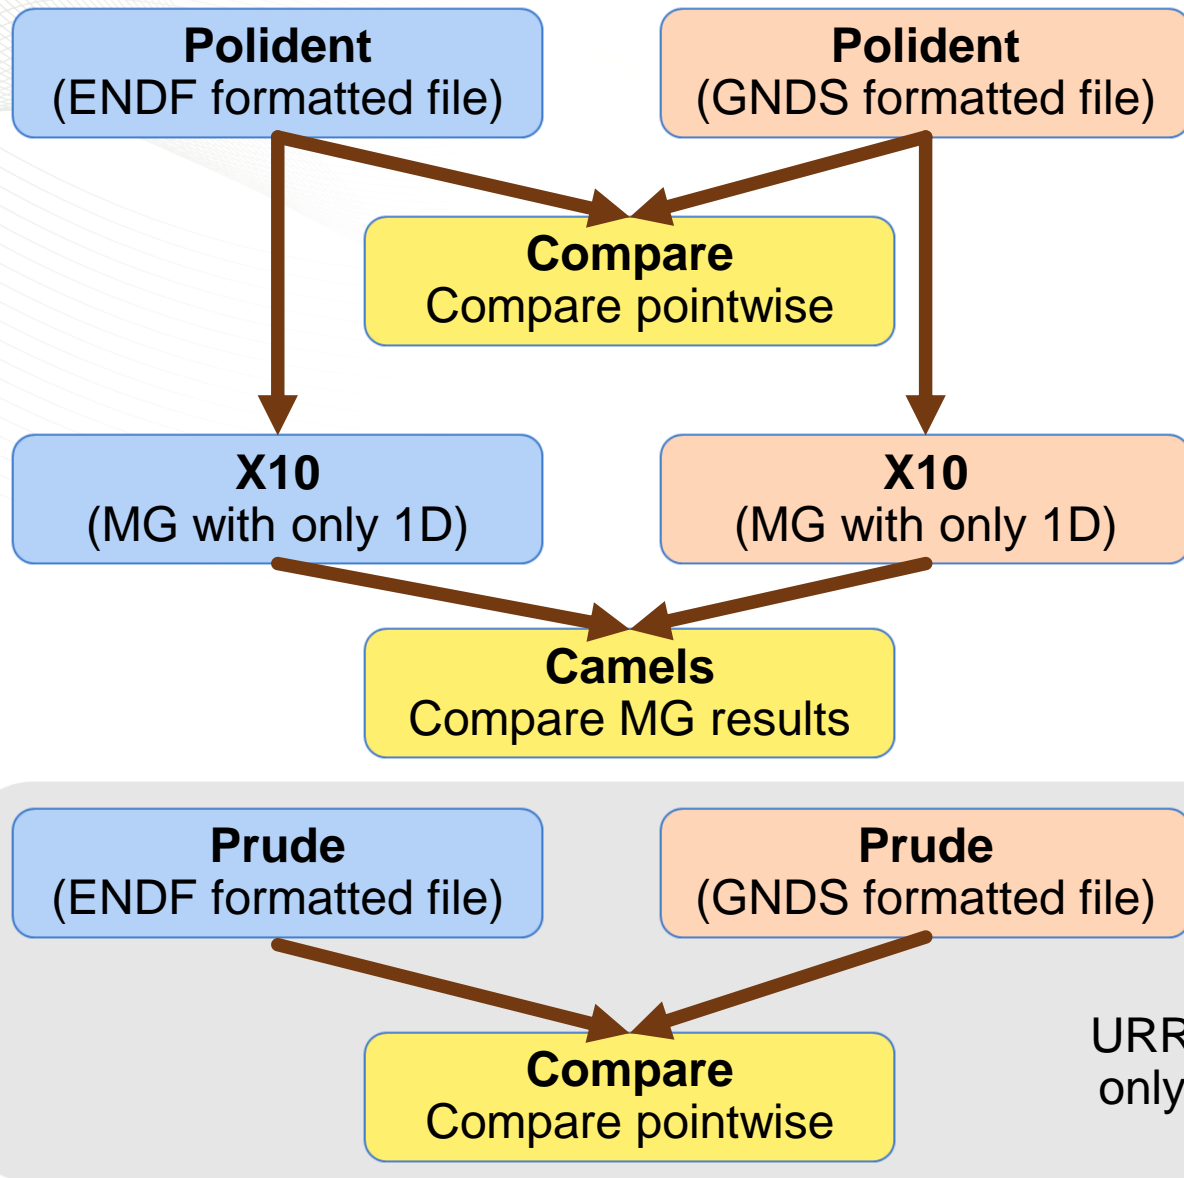 Polident
(ENDF formatted file)
Polident
(GNDS formatted file)
Compare
Compare pointwise
X10
(MG with only 1D)
X10
(MG with only 1D)
Camels
Compare MG results
Prude
(ENDF formatted file)
Prude
(GNDS formatted file)
URR
only
Compare
Compare pointwise